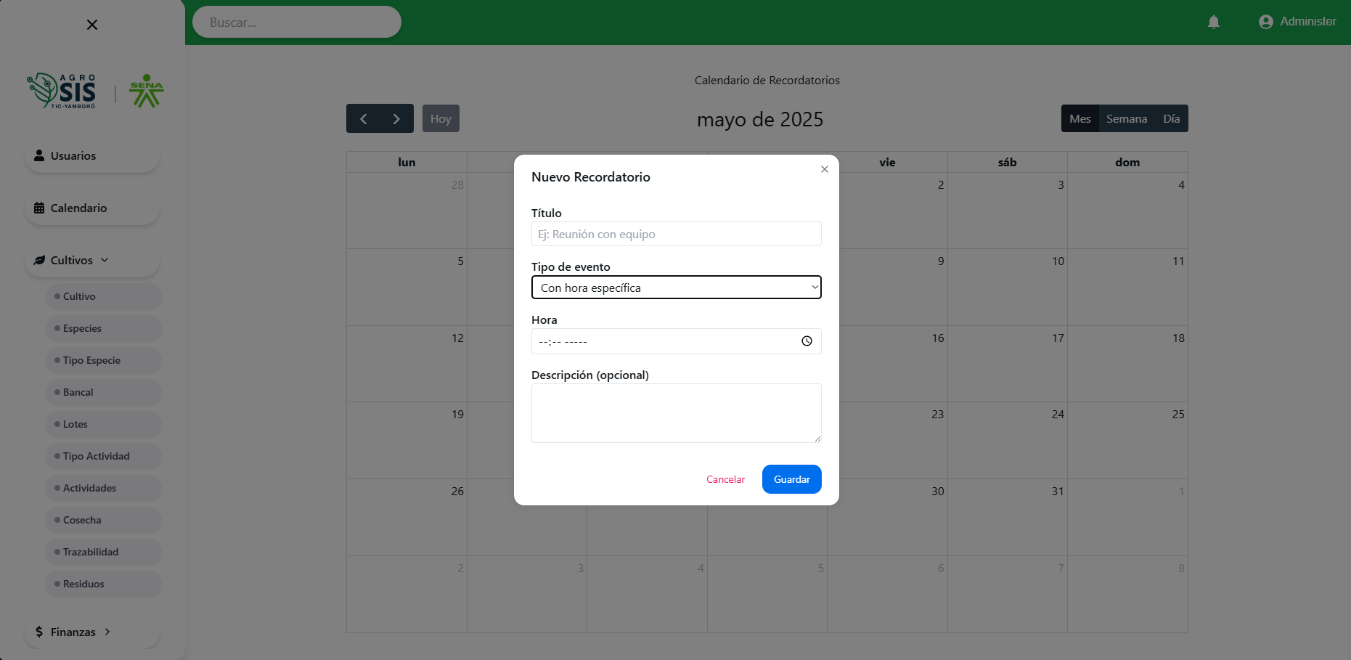 Buscar...
Administer
AGRO
SIS
TIC-YAMBORÓ
SENA
Usuarios
Calendario
Cultivos
Cultivo
Especies
Tipo Especie
Bancal
Lotes
Tipo Actividad
Actividades
Cosecha
Trazabilidad
Residuos
Finanzas
Calendario de Recordatorios
Hoy
mayo de 2025
Mes Semana Día
lun vie sáb dom
28 2 3 4
5 9 10 11
12 16 17 18
19 23 24 25
26 30 31 1
2 3 4 5 6 7 8
Nuevo Recordatorio
Título
Ej: Reunión con equipo
Tipo de evento
Con hora específica
Hora
--:-- -----
Descripción (opcional)
Cancelar Guardar